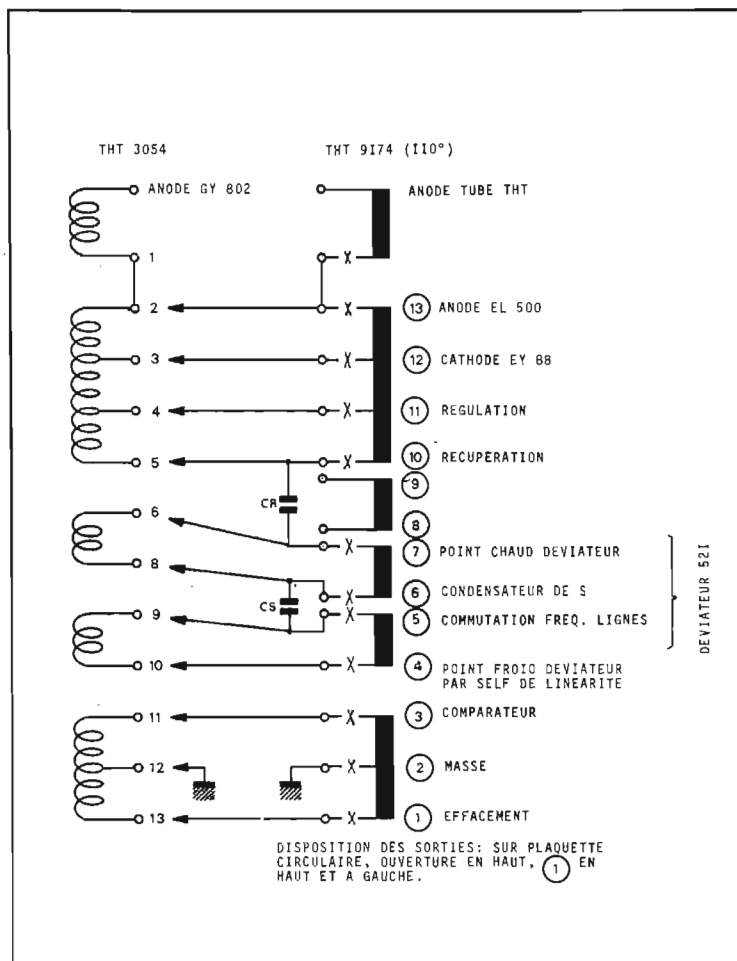 THT 3054
THT 9I74 (II0°)
ANODE GY 802
ANODE TUBE THT
1
2
13 ANODE EL 500
3
12 CATHODE EY 88
4
11 REGULATION
5
10 RECUPERATION
9
CR
6
8
7 POINT CHAUD DEVIATEUR
8
6 CONDENSATEUR DE S
CS
9
5 COMMUTATION FREQ. LIGNES
10
4 POINT FROID DEVIATEUR
PAR SELF DE LINEARITE
DEVIATEUR 52I
11
3 COMPARATEUR
12
2 MASSE
13
1 EFFACEMENT
DISPOSITION DES SORTIES: SUR PLAQUETTE
CIRCULAIRE, OUVERTURE EN HAUT, 1 EN
HAUT ET A GAUCHE.